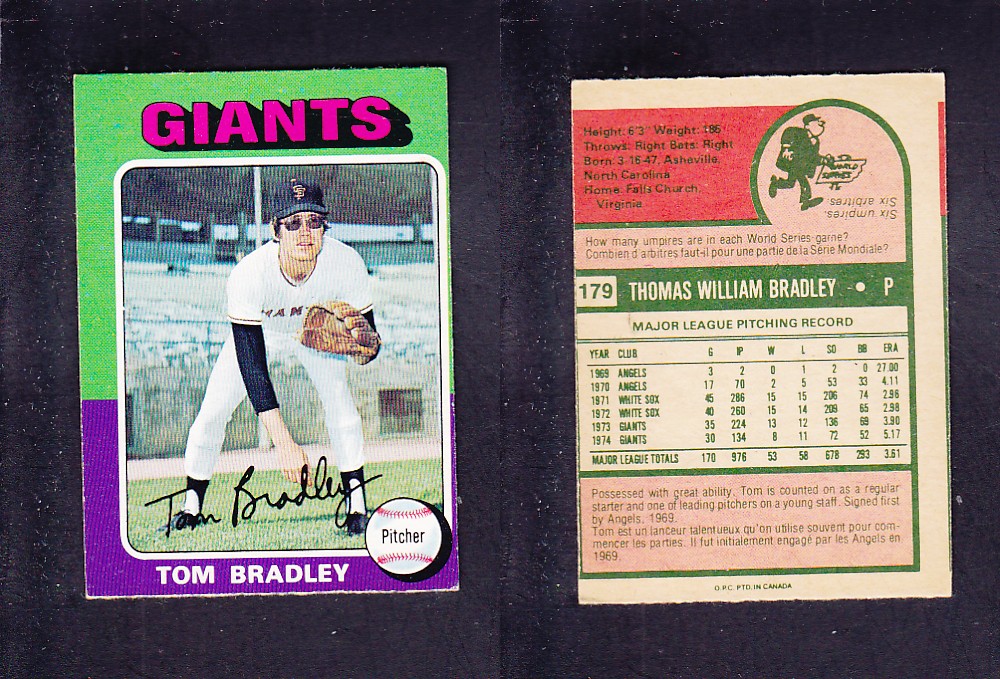 GIANTS
SF
Tom Bradley
Pitcher
TOM BRADLEY
Height: 6'3" Weight: 185
Throws: Right Bats: Right
Born: 3-16-47, Asheville,
North Carolina
Home: Falls Church,
Virginia
WORLD
SERIES
Six umpires.
Six arbitres.
How many umpires are in each World Series game?
Combien d'arbitres faut-il pour une partie de la Série Mondiale?
179 THOMAS WILLIAM BRADLEY - • P
MAJOR LEAGUE PITCHING RECORD
YEAR CLUB G IP W L SO BB ERA
1969 ANGELS 3 2 0 1 2 0 27.00
1970 ANGELS 17 70 2 5 53 33 4.11
1971 WHITE SOX 45 286 15 15 206 74 2.96
1972 WHITE SOX 40 260 15 14 209 65 2.98
1973 GIANTS 35 224 13 12 136 69 3.90
1974 GIANTS 30 134 8 11 72 52 5.17
MAJOR LEAGUE TOTALS 170 976 53 58 678 293 3.61
Possessed with great ability, Tom is counted on as a regular
starter and one of leading pitchers on a young staff. Signed first
by Angels, 1969.
Tom est un lanceur talentueux qu'on utilise souvent pour com-
mencer les parties. Il fut initialement engagé par les Angels en
1969.
O.P.C. PTD. IN CANADA